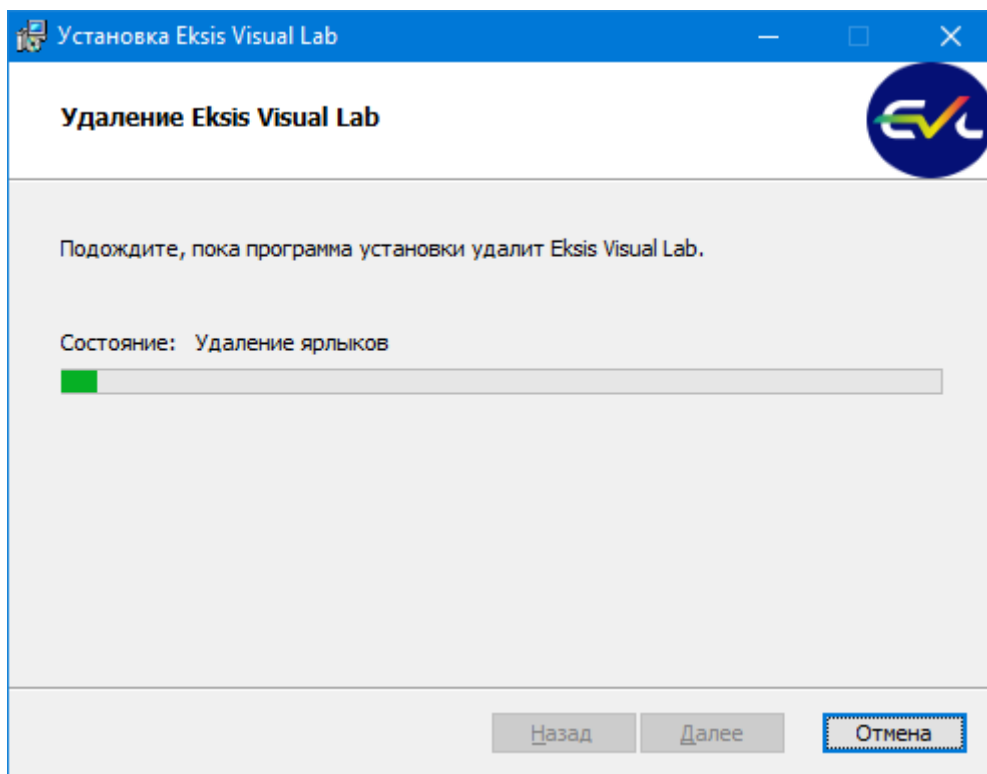 Установка Eksis Visual Lab
Удаление Eksis Visual Lab
EVL
Подождите, пока программа установки удалит Eksis Visual Lab.
Состояние: Удаление ярлыков
Назад Далее Отмена